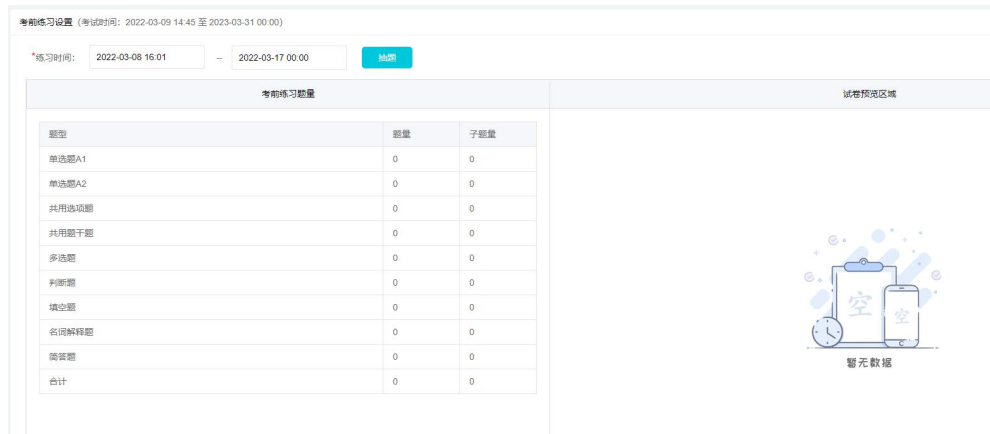 考前练习设置（考试时间：2022-03-09 14:45 至 2023-03-31 00:00）
*练习时间： 2022-03-08 16:01 – 2022-03-17 00:00 抽题
考前练习题量 试卷预览区域
题型 题量 子题量
单选题A1 0 0
单选题A2 0 0
共用选项题 0 0
共用题干题 0 0
多选题 0 0
判断题 0 0
填空题 0 0
名词解释题 0 0
简答题 0 0
合计 0 0
空 空
暂无数据